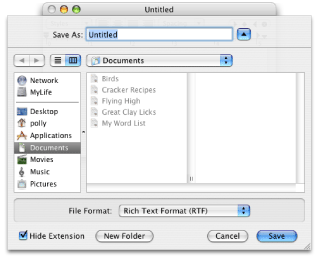 Untitled
Save As: Untitled
Documents
Network
MyLife
Desktop
polly
Applications
Documents
Movies
Music
Pictures
Birds
Cracker Recipes
Flying High
Great Clay Licks
My Word List
File Format: Rich Text Format (RTF)
Hide Extension
New Folder
Cancel
Save